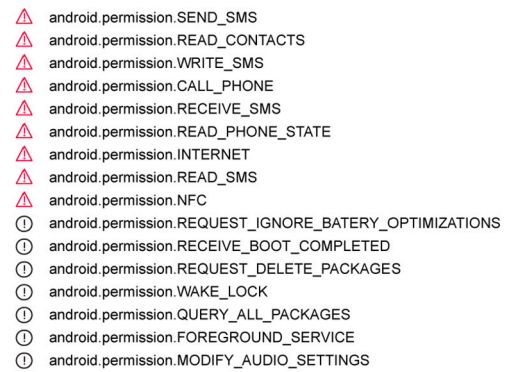 android.permission.SEND_SMS
android.permission.READ_CONTACTS
android.permission.WRITE_SMS
android.permission.CALL_PHONE
android.permission.RECEIVE_SMS
android.permission.READ_PHONE_STATE
android.permission.INTERNET
android.permission.READ_SMS
android.permission.NFC
android.permission.REQUEST_IGNORE_BATERY_OPTIMIZATIONS
android.permission.RECEIVE_BOOT_COMPLETED
android.permission.REQUEST_DELETE_PACKAGES
android.permission.WAKE_LOCK
android.permission.QUERY_ALL_PACKAGES
android.permission.FOREGROUND_SERVICE
android.permission.MODIFY_AUDIO_SETTINGS